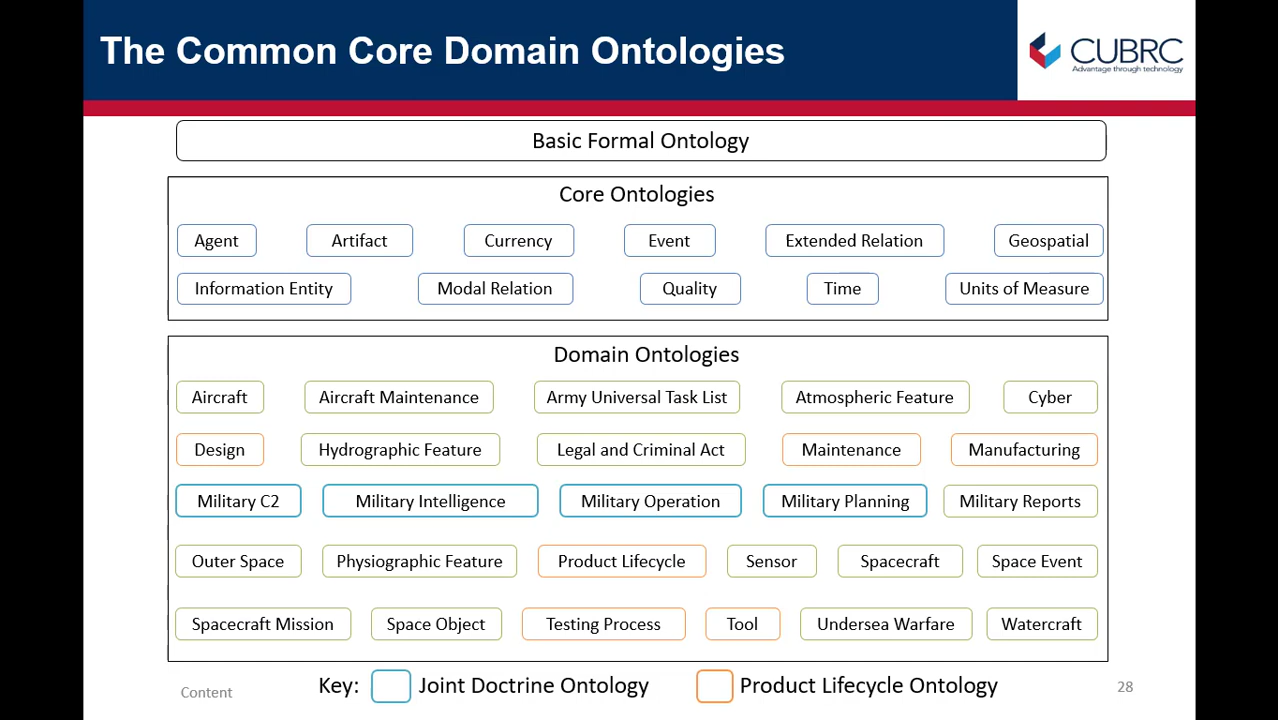 The Common Core Domain Ontologies
CUBRC
Advantage through technology
Basic Formal Ontology
Core Ontologies
Agent Artifact Currency Event Extended Relation Geospatial
Information Entity Modal Relation Quality Time Units of Measure
Domain Ontologies
Aircraft Aircraft Maintenance Army Universal Task List Atmospheric Feature Cyber
Design Hydrographic Feature Legal and Criminal Act Maintenance Manufacturing
Military C2 Military Intelligence Military Operation Military Planning Military Reports
Outer Space Physiographic Feature Product Lifecycle Sensor Spacecraft Space Event
Spacecraft Mission Space Object Testing Process Tool Undersea Warfare Watercraft
Key: Joint Doctrine Ontology Product Lifecycle Ontology
Content 28